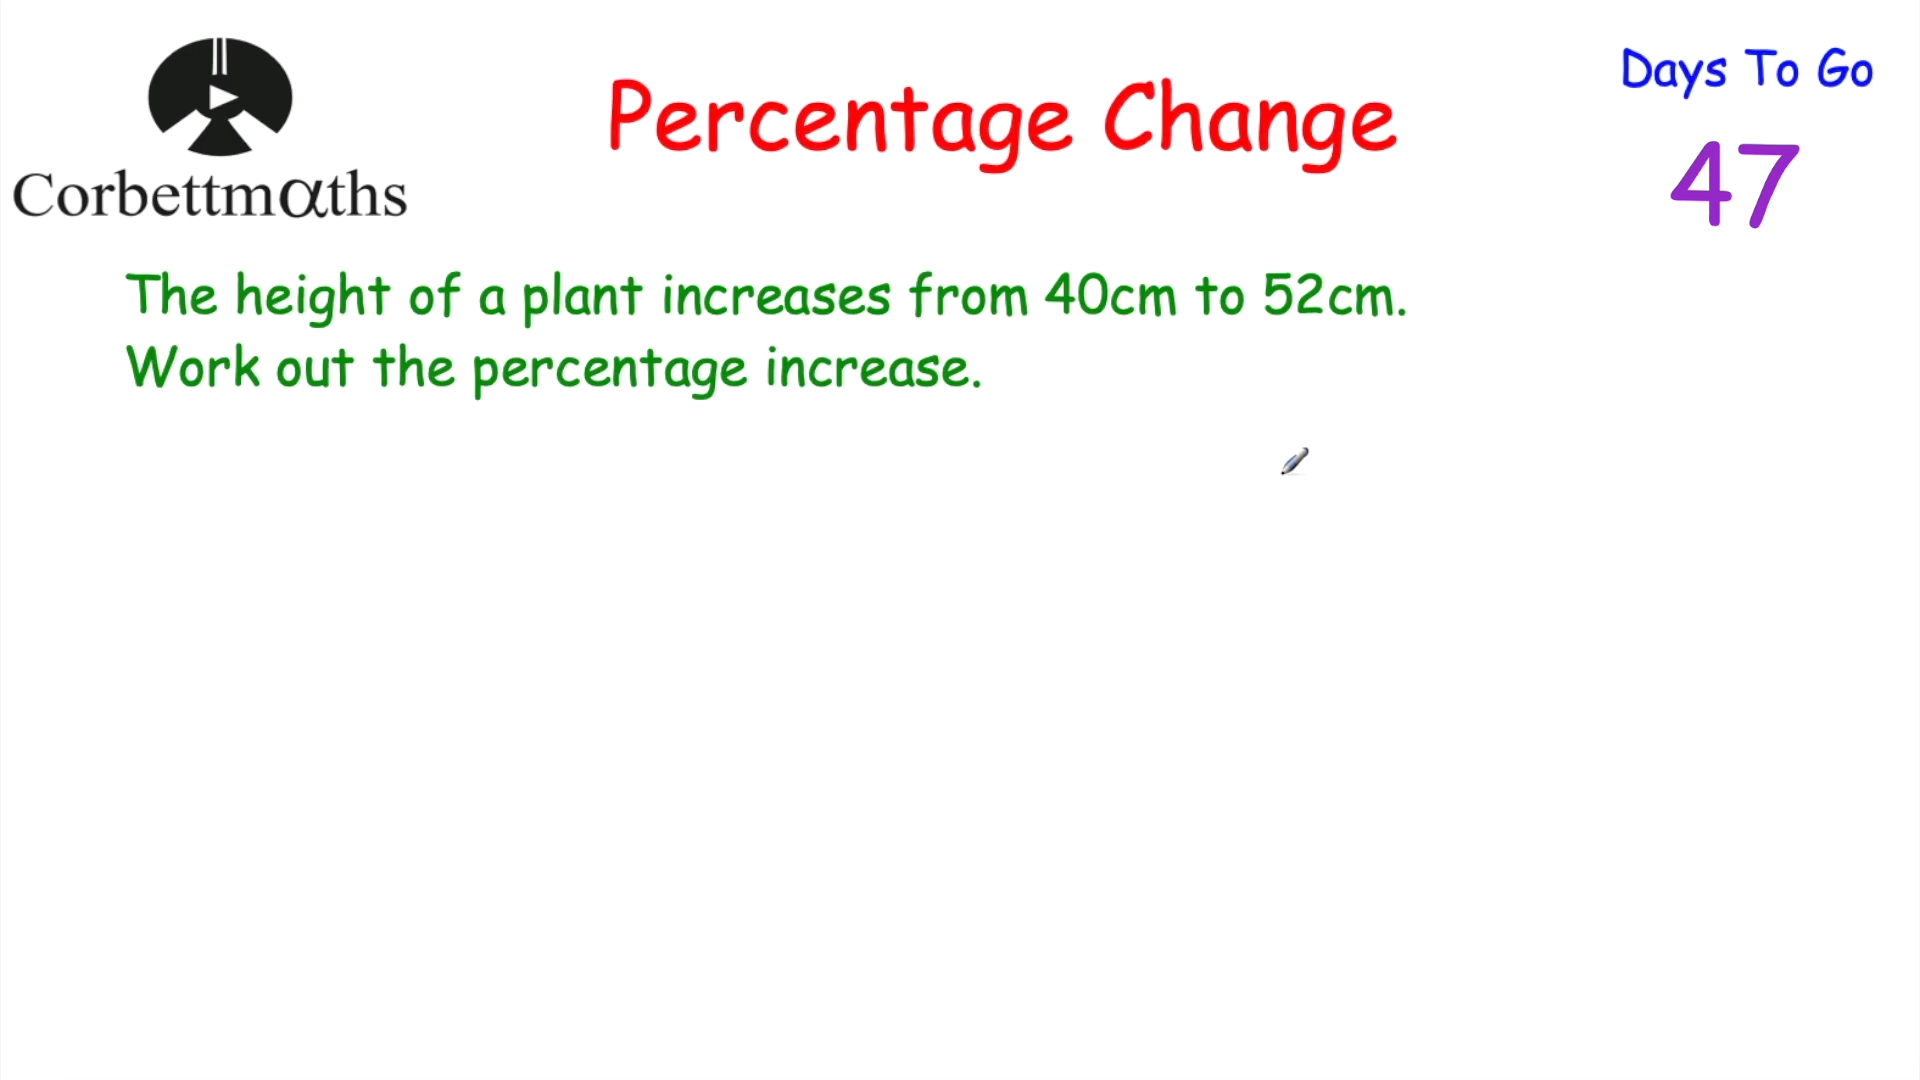 Corbettmαths
Percentage Change
Days To Go
47
The height of a plant increases from 40cm to 52cm.
Work out the percentage increase.